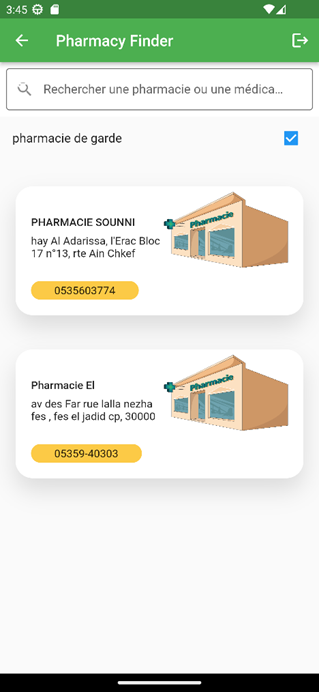 3:45
Pharmacy Finder
Rechercher une pharmacie ou une médica...
pharmacie de garde
Pharmacie
PHARMACIE SOUNNI
hay Al Adarissa, l'Erac Bloc
17 n°13, rte Ain Chkef
0535603774
Pharmacie
Pharmacie El
av des Far rue lalla nezha
fes , fes el jadid cp, 30000
05359-40303